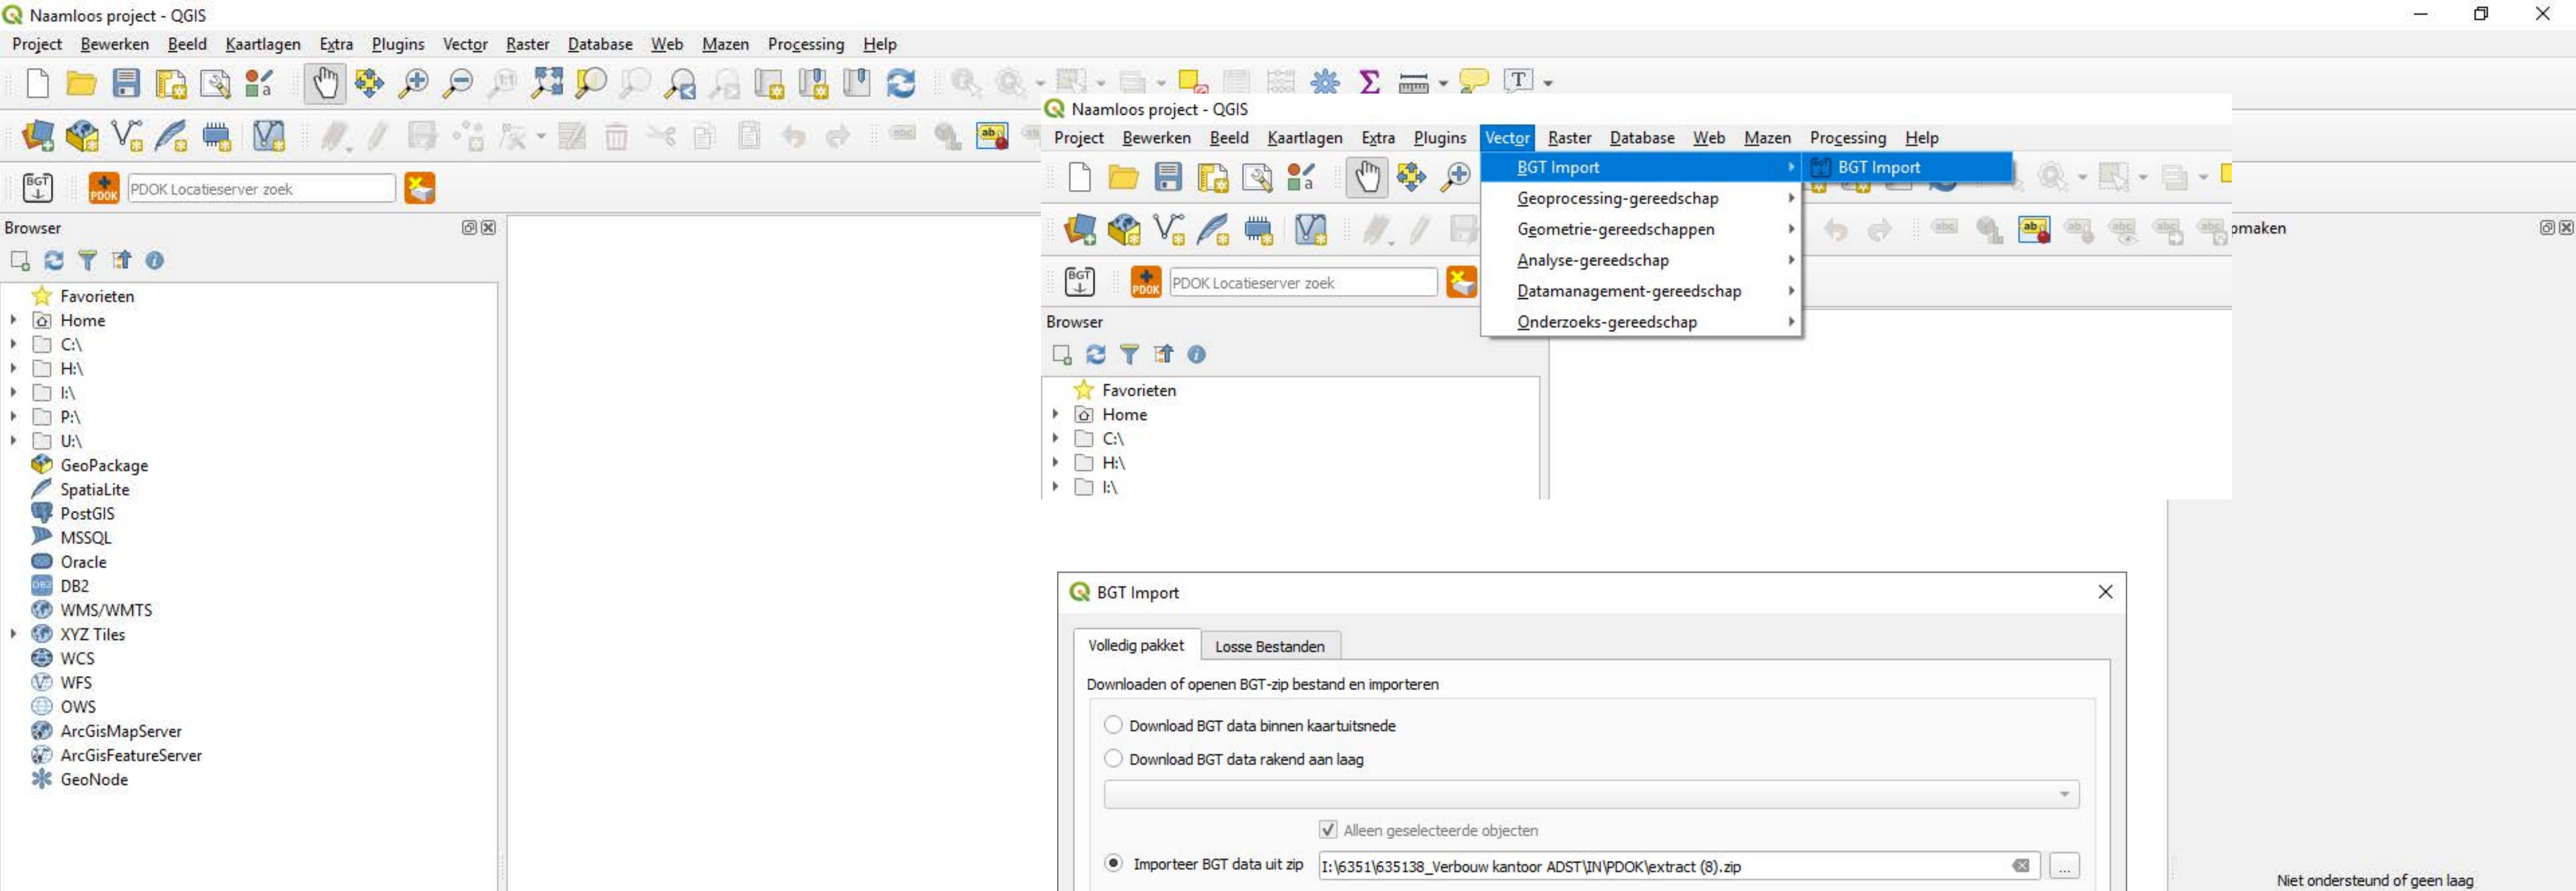 Naamloos project - QGIS
Project Bewerken Beeld Kaartlagen Extra Plugins Vector Raster Database Web Mazen Processing Help
BGT
PDOK
PDOK Locatieserver zoek
Browser
Favorieten
Home
C:\
H:\
I:\
P:\
U:\
GeoPackage
SpatiaLite
PostGIS
MSSQL
Oracle
DB2
WMS/WMTS
XYZ Tiles
WCS
WFS
OWS
ArcGisMapServer
ArcGisFeatureServer
GeoNode
Naamloos project - QGIS
Project Bewerken Beeld Kaartlagen Extra Plugins Vector Raster Database Web Mazen Processing Help
BGT Import
BGT Import
Geoprocessing-gereedschap
Geometrie-gereedschappen
Analyse-gereedschap
Datamanagement-gereedschap
Onderzoeks-gereedschap
BGT
PDOK
PDOK Locatieserver zoek
Browser
Favorieten
Home
C:\
H:\
I:\
pmaken
BGT Import
Volledig pakket Losse Bestanden
Downloaden of openen BGT-zip bestand en importeren
Download BGT data binnen kaartuitsnede
Download BGT data rakend aan laag
Alleen geselecteerde objecten
Importeer BGT data uit zip I:\6351\635138_Verbouw kantoor ADST\IN\PDOK\extract (8).zip ...
Niet ondersteund of geen laag